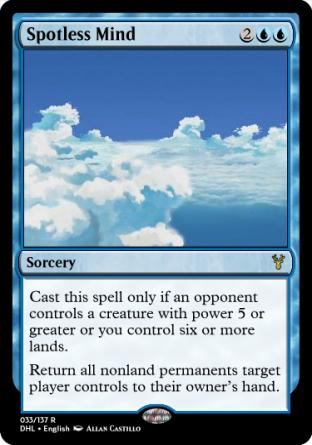 Spotless Mind 2
Sorcery
Cast this spell only if an opponent
controls a creature with power 5 or
greater or you control six or more
lands.
Return all nonland permanents target
player controls to their owner's hand.
033/137 R
DHL • English Allan Castillo